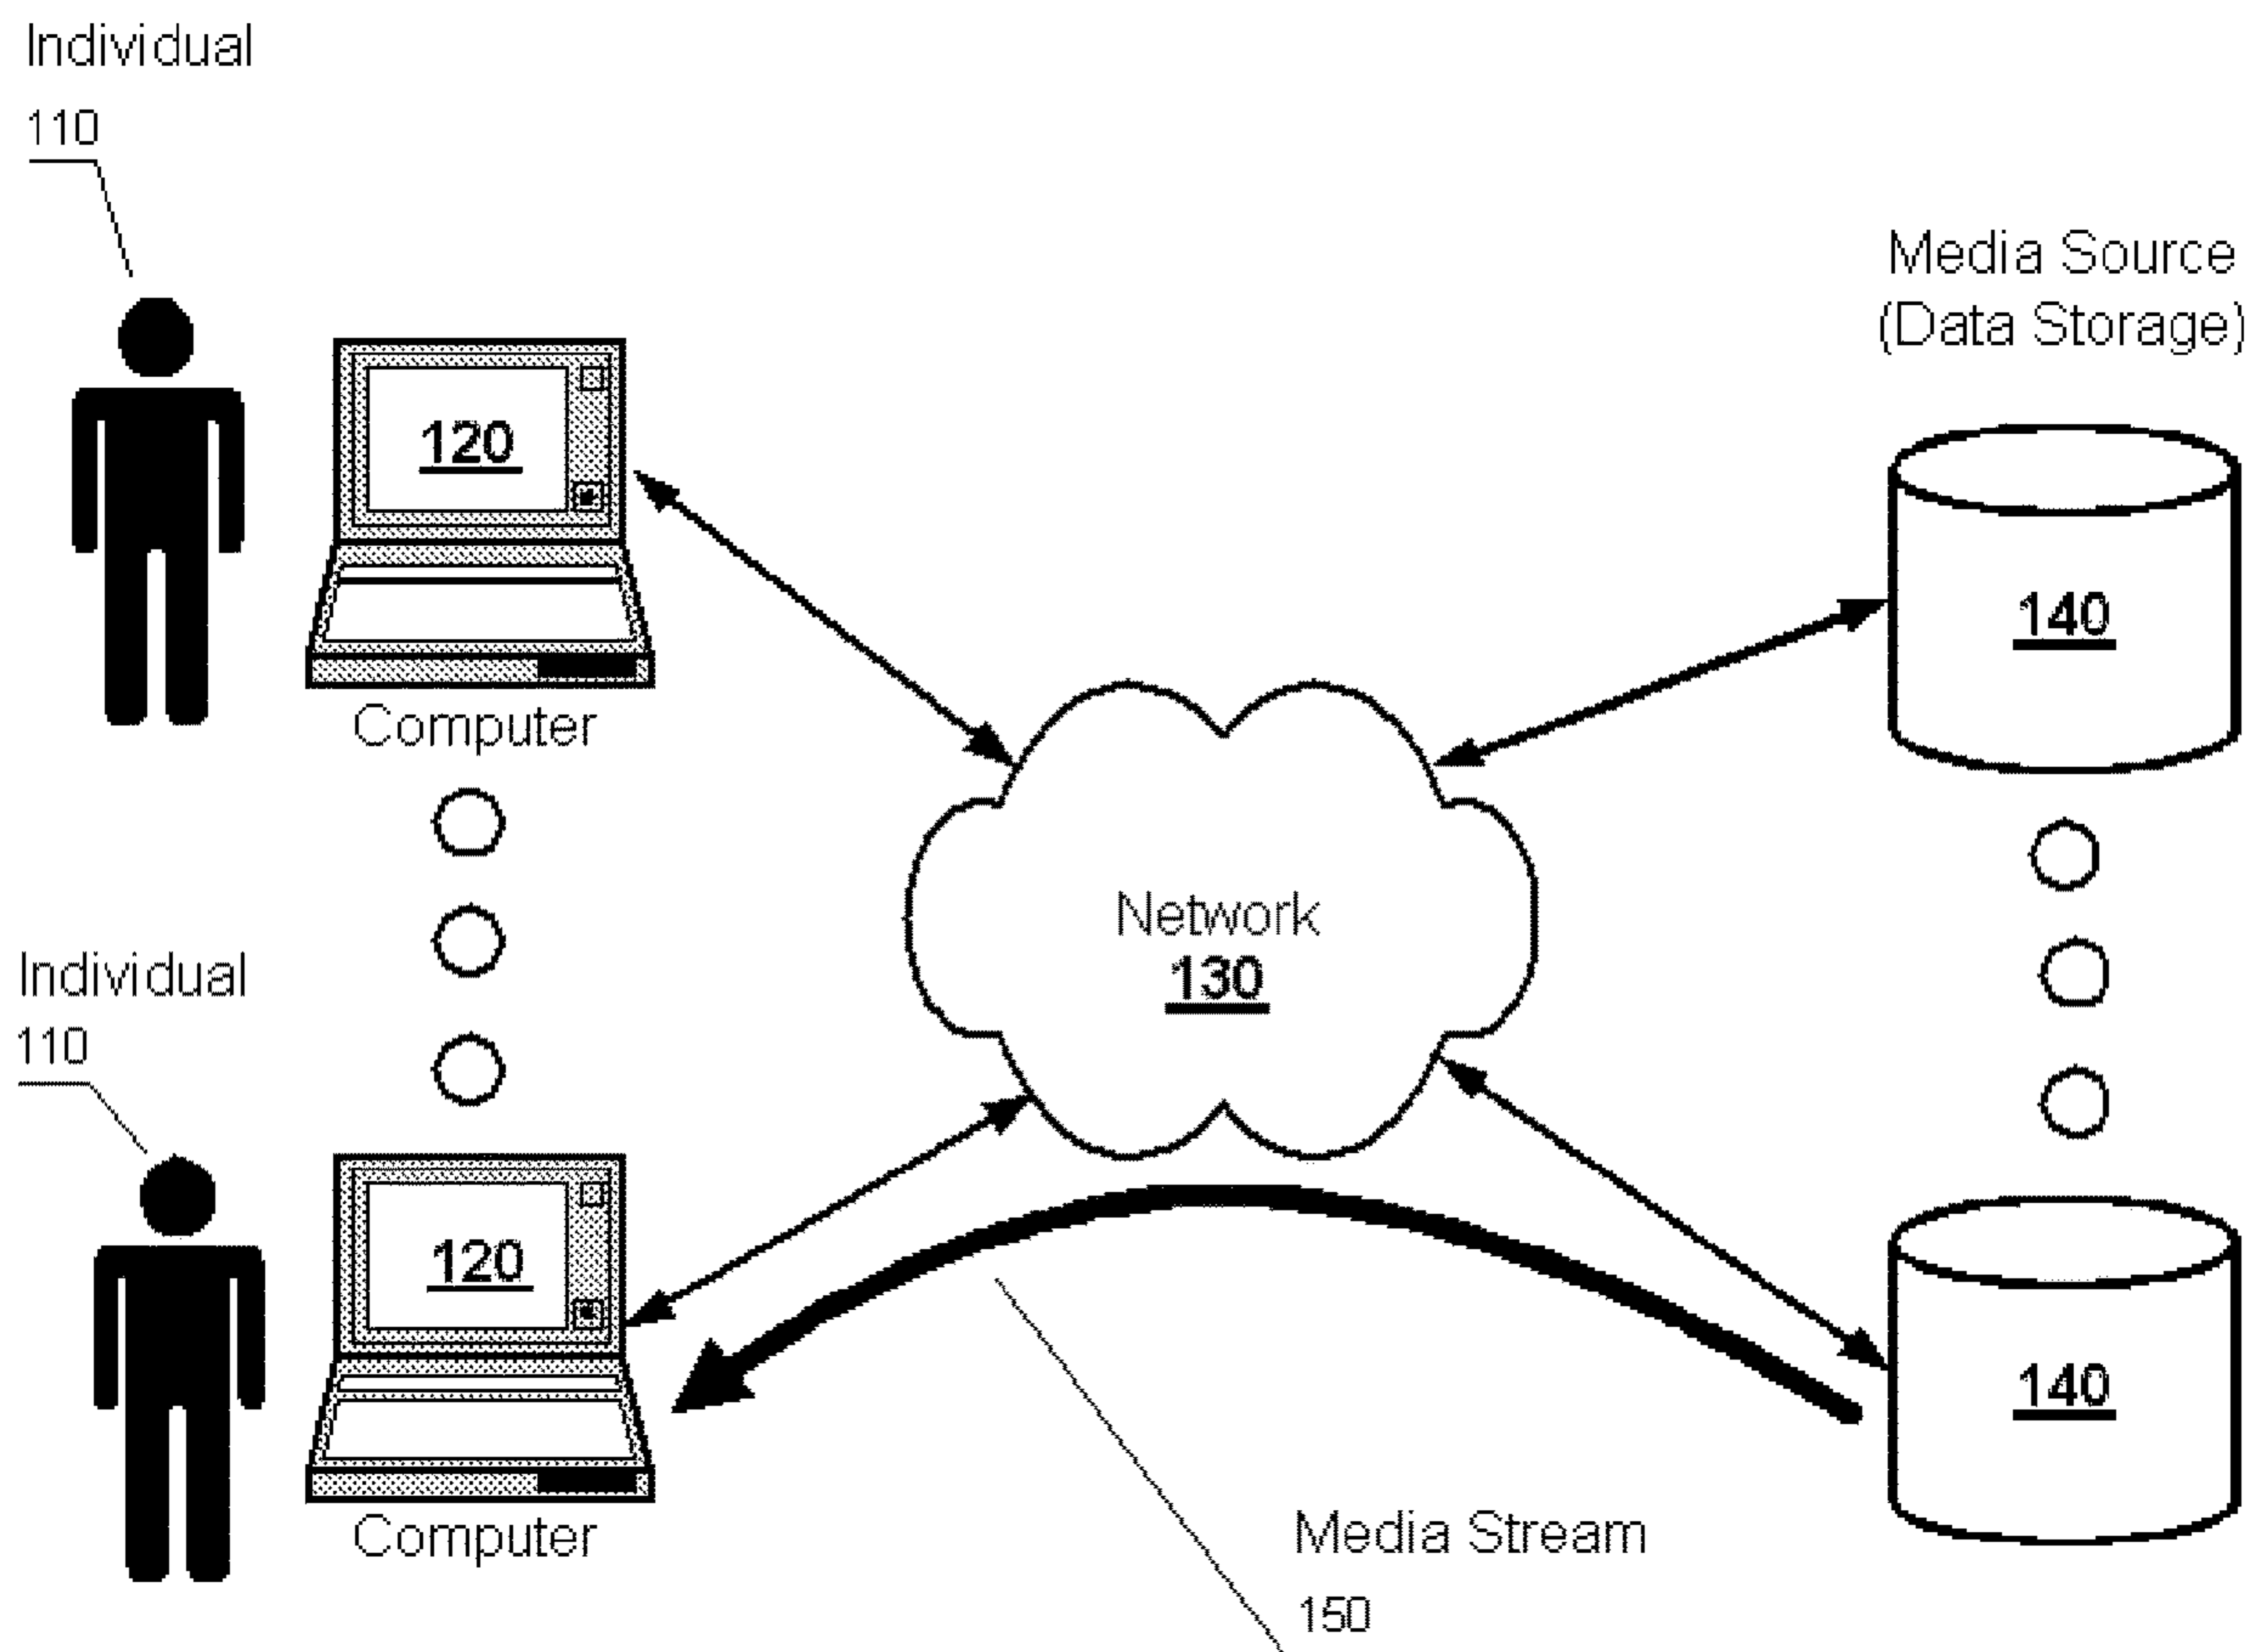 Individual
110
Media Source
(Data Storage)
120
140
Computer
Network
130
Individual
110
120
140
Computer
Media Stream
150